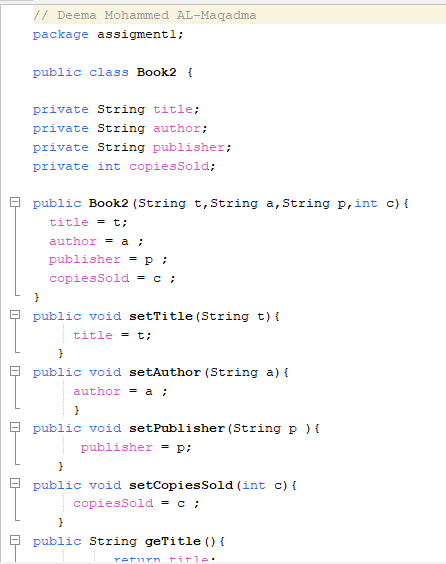 // Deema Mohammed AL-Maqadma
package assigment1;
public class Book2 {
private String title;
private String author;
private String publisher;
private int copiesSold;
public Book2(String t,String a,String p,int c){
title = t;
author = a ;
publisher = p ;
copiesSold = c ;
}
public void setTitle(String t){
title = t;
}
public void setAuthor(String a){
author = a ;
}
public void setPublisher(String p ){
publisher = p;
}
public void setCopiesSold(int c){
copiesSold = c ;
}
public String geTitle(){
return title;